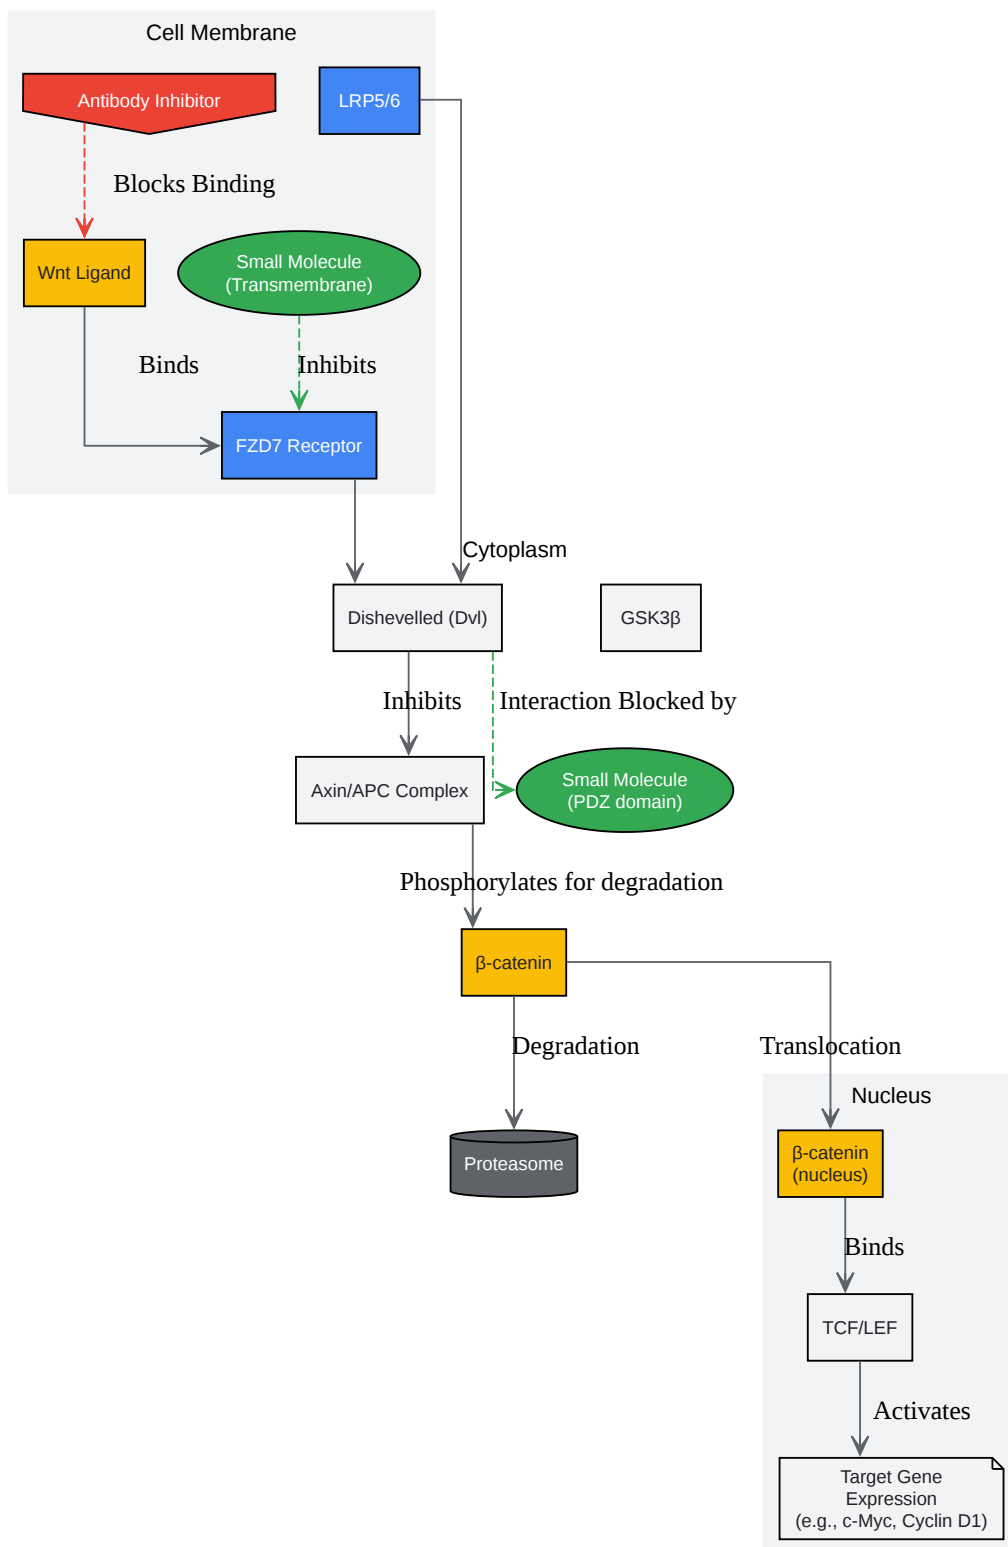 Cell Membrane
Antibody Inhibitor
LRP5/6
Blocks Binding
Wnt Ligand
Small Molecule
(Transmembrane)
Binds
Inhibits
FZD7 Receptor
Cytoplasm
Dishevelled (Dvl)
GSK3β
Inhibits
Interaction Blocked by
Axin/APC Complex
Small Molecule
(PDZ domain)
Phosphorylates for degradation
β-catenin
Degradation
Translocation
Nucleus
Proteasome
β-catenin
(nucleus)
Binds
TCF/LEF
Activates
Target Gene
Expression
(e.g., c-Myc, Cyclin D1)